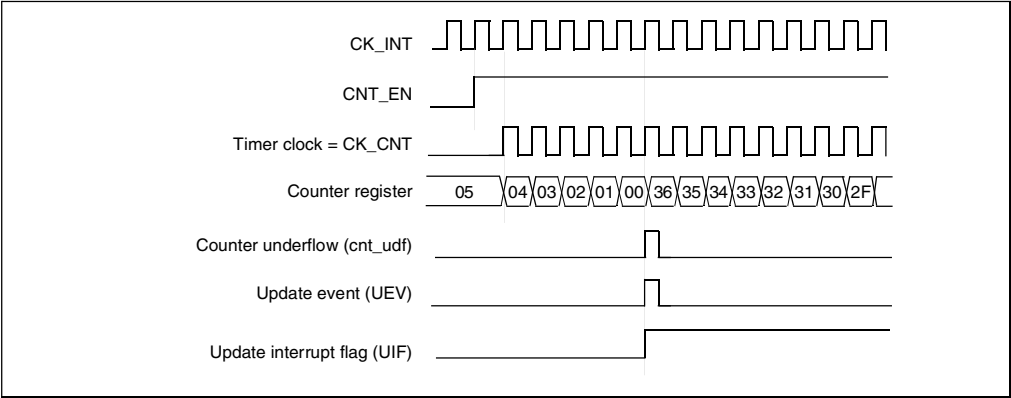 CK_INT
CNT_EN
Timer clock = CK_CNT
Counter register 05 04 03 02 01 00 36 35 34 33 32 31 30 2F
Counter underflow (cnt_udf)
Update event (UEV)
Update interrupt flag (UIF)